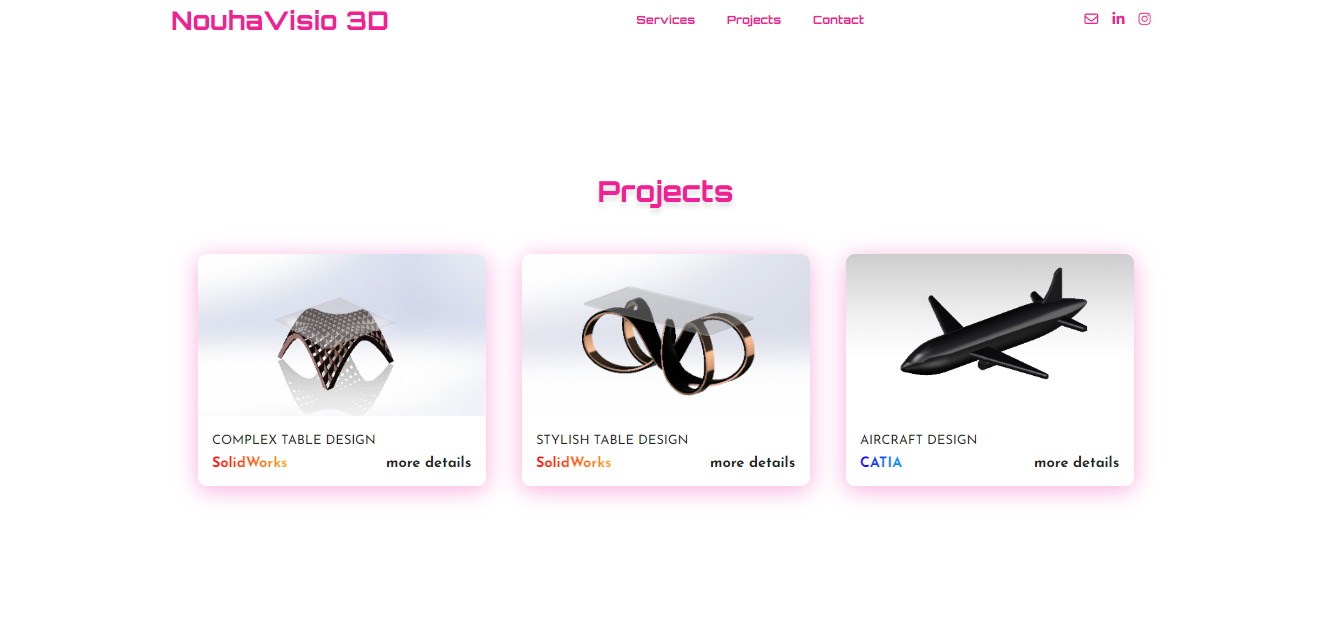 NouhaVisio 3D
Services Projects Contact
Projects
COMPLEX TABLE DESIGN
SolidWorks more details
STYLISH TABLE DESIGN
SolidWorks more details
AIRCRAFT DESIGN
CATIA more details